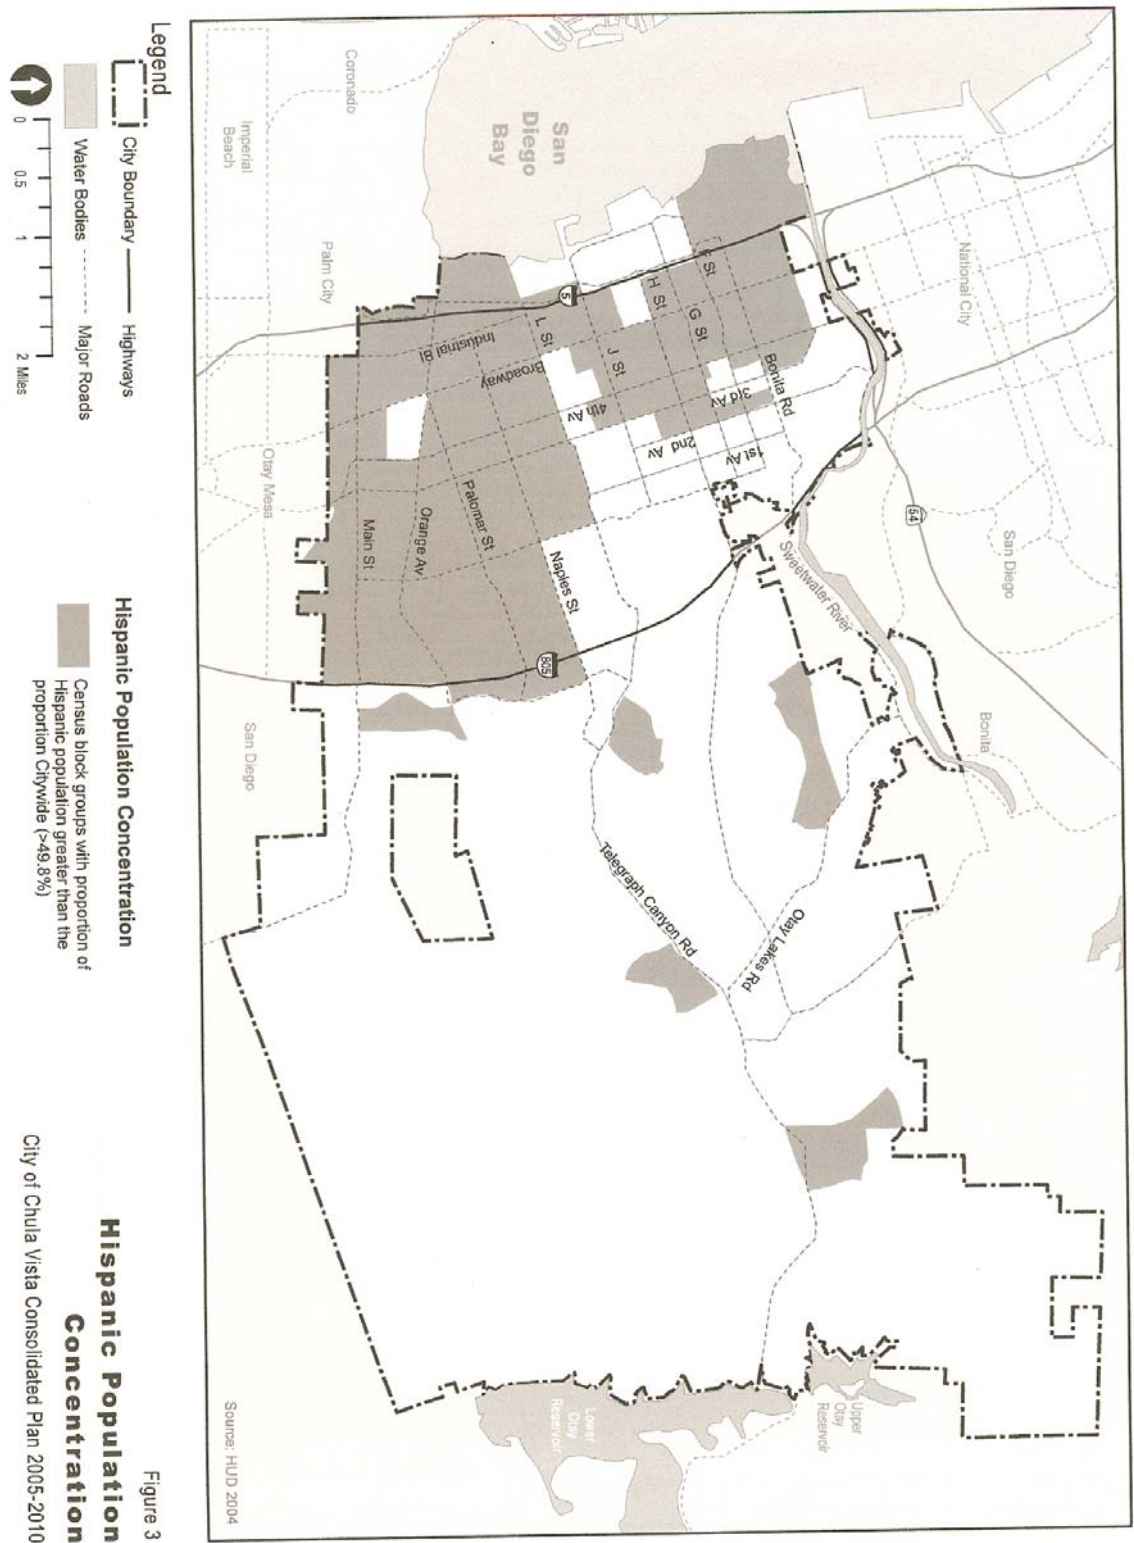 San Diego
National City
54
Bonita
Sweetwater River
Upper
Otay
Reservoir
Bonita Rd
Otay Lakes Rd
F St
G St
3rd Av
1st Av
H St
2nd Av
J St
4th Av
Telegraph Canyon Rd
San
Diego
Bay
5
L St
Naples St
805
Lower
Otay
Reservoir
Broadway
Industrial Bl
Palomar St
Orange Av
Main St
Coronado
Palm City
Imperial
Beach
Otay Mesa
San Diego
Source: HUD 2004
Legend
City Boundary
Highways
Water Bodies
Major Roads
0 0.5 1 2 Miles
Hispanic Population Concentration
Census block groups with proportion of
Hispanic population greater than the
proportion Citywide (>49.8%)
Figure 3
Hispanic Population
Concentration
City of Chula Vista Consolidated Plan 2005-2010